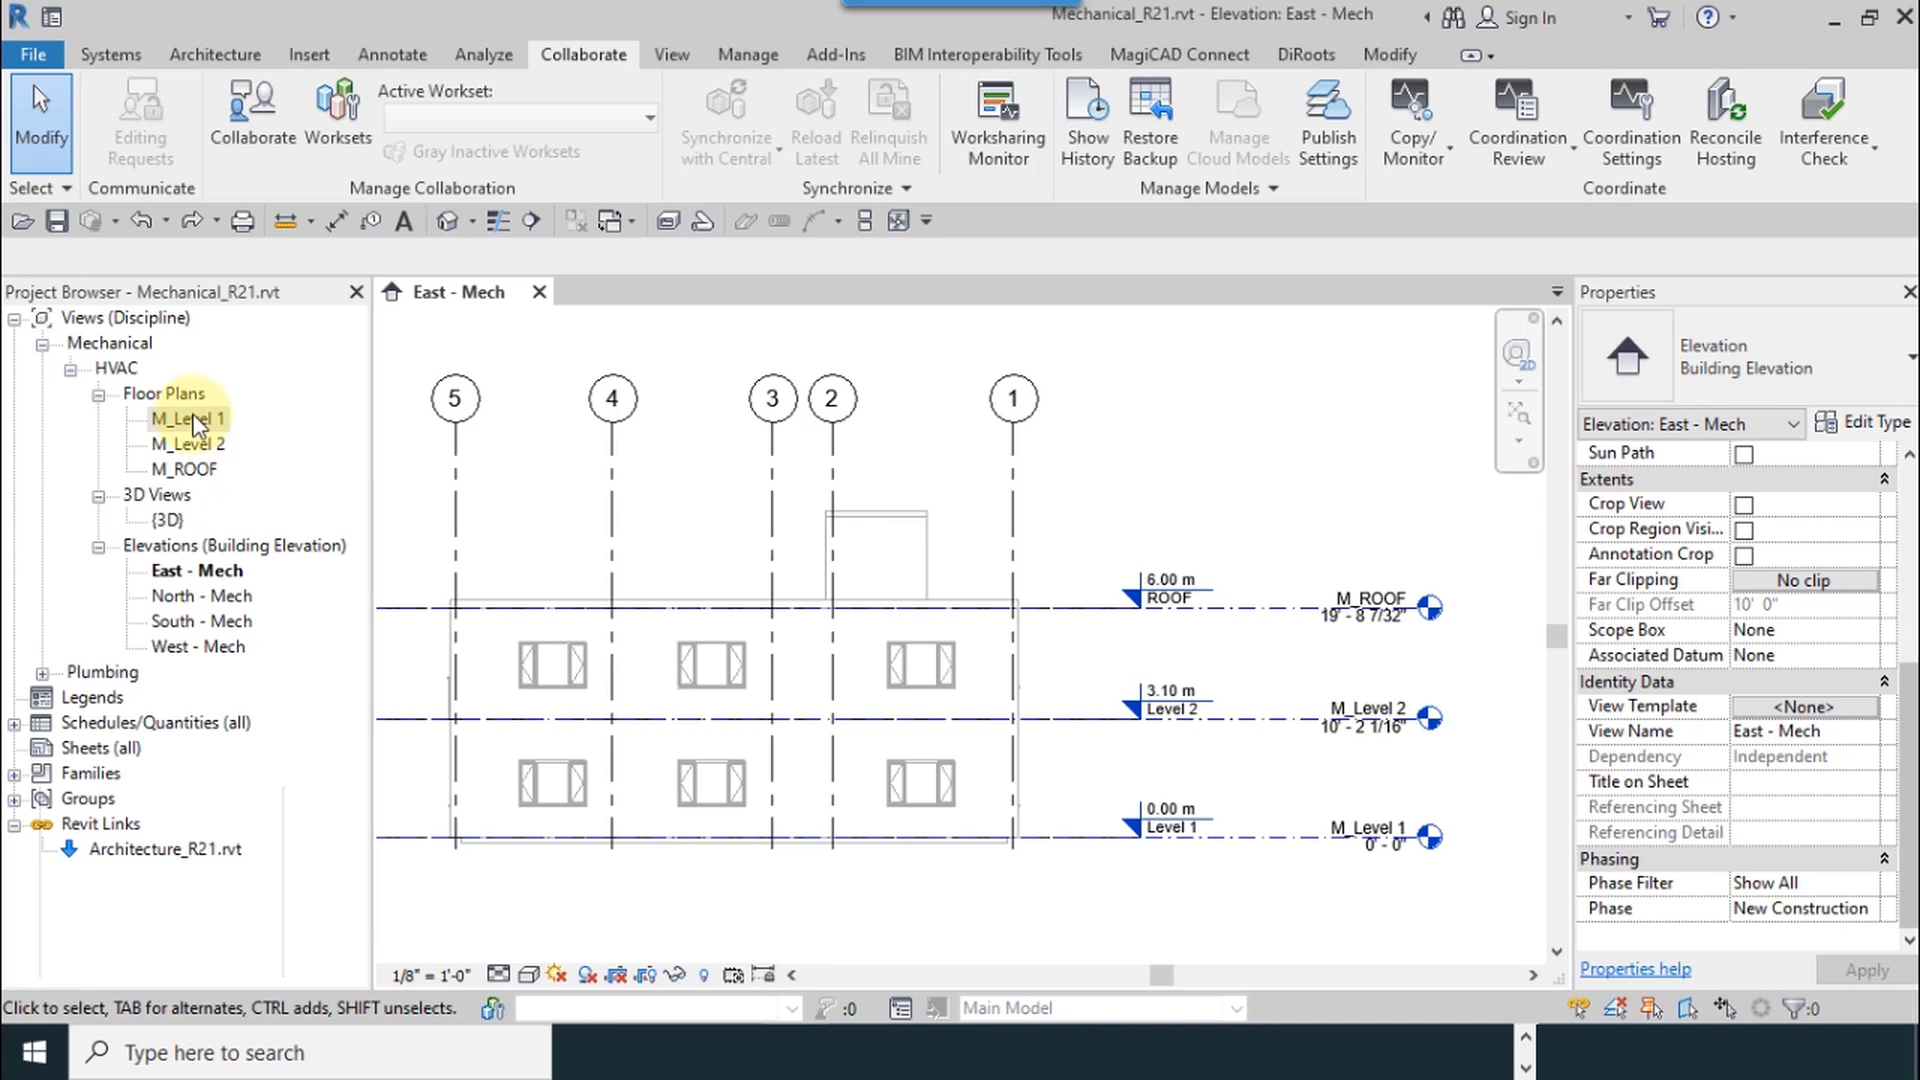 Mechanical_R21.rvt - Elevation: East - Mech
Sign In
File
Systems
Architecture
Insert
Annotate
Analyze
Collaborate
View
Manage
Add-Ins
BIM Interoperability Tools
MagiCAD Connect
DiRoots
Modify
Modify
Editing
Requests
Collaborate
Worksets
Active Workset:
Gray Inactive Worksets
Synchronize
with Central
Reload
Latest
Relinquish
All Mine
Worksharing
Monitor
Show
History
Restore
Backup
Manage
Cloud Models
Publish
Settings
Copy/
Monitor
Coordination
Review
Coordination
Settings
Reconcile
Hosting
Interference
Check
Select
Communicate
Manage Collaboration
Synchronize
Manage Models
Coordinate
Project Browser - Mechanical_R21.rvt
Views (Discipline)
Mechanical
HVAC
Floor Plans
M_Level 1
M_Level 2
M_ROOF
3D Views
{3D}
Elevations (Building Elevation)
East - Mech
North - Mech
South - Mech
West - Mech
Plumbing
Legends
Schedules/Quantities (all)
Sheets (all)
Families
Groups
Revit Links
Architecture_R21.rvt
East - Mech
5
4
3
2
1
6.00 m
ROOF
M_ROOF
19' - 8 7/32"
3.10 m
Level 2
M_Level 2
10' - 2 1/16"
0.00 m
Level 1
M_Level 1
0' - 0"
2D
1/8" = 1'-0"
Properties
Elevation
Building Elevation
Elevation: East - Mech
Edit Type
Sun Path
Extents
Crop View
Crop Region Visi...
Annotation Crop
Far Clipping
No clip
Far Clip Offset
10' 0"
Scope Box
None
Associated Datum
None
Identity Data
View Template
<None>
View Name
East - Mech
Dependency
Independent
Title on Sheet
Referencing Sheet
Referencing Detail
Phasing
Phase Filter
Show All
Phase
New Construction
Properties help
Apply
Click to select, TAB for alternates, CTRL adds, SHIFT unselects.
:0
Main Model
:0
Type here to search